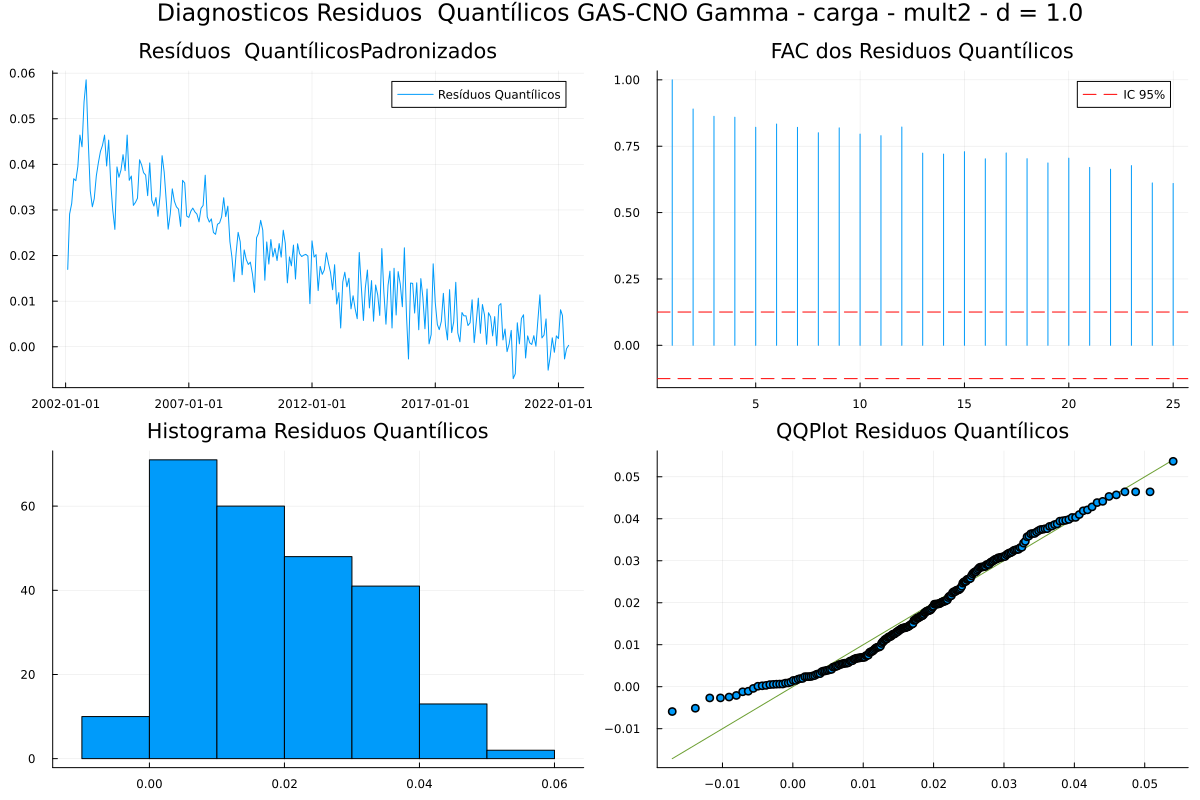 Diagnosticos Residuos  Quantílicos GAS-CNO Gamma - carga - mult2 - d = 1.0
Resíduos  QuantílicosPadronizados
0.06
0.05
0.04
0.03
0.02
0.01
0.00
Resíduos Quantílicos
2002-01-01 2007-01-01 2012-01-01 2017-01-01 2022-01-01
FAC dos Residuos Quantílicos
1.00
0.75
0.50
0.25
0.00
IC 95%
5 10 15 20 25
Histograma Residuos Quantílicos
60
40
20
0
0.00 0.02 0.04 0.06
QQPlot Residuos Quantílicos
0.05
0.04
0.03
0.02
0.01
0.00
−0.01
−0.01 0.00 0.01 0.02 0.03 0.04 0.05